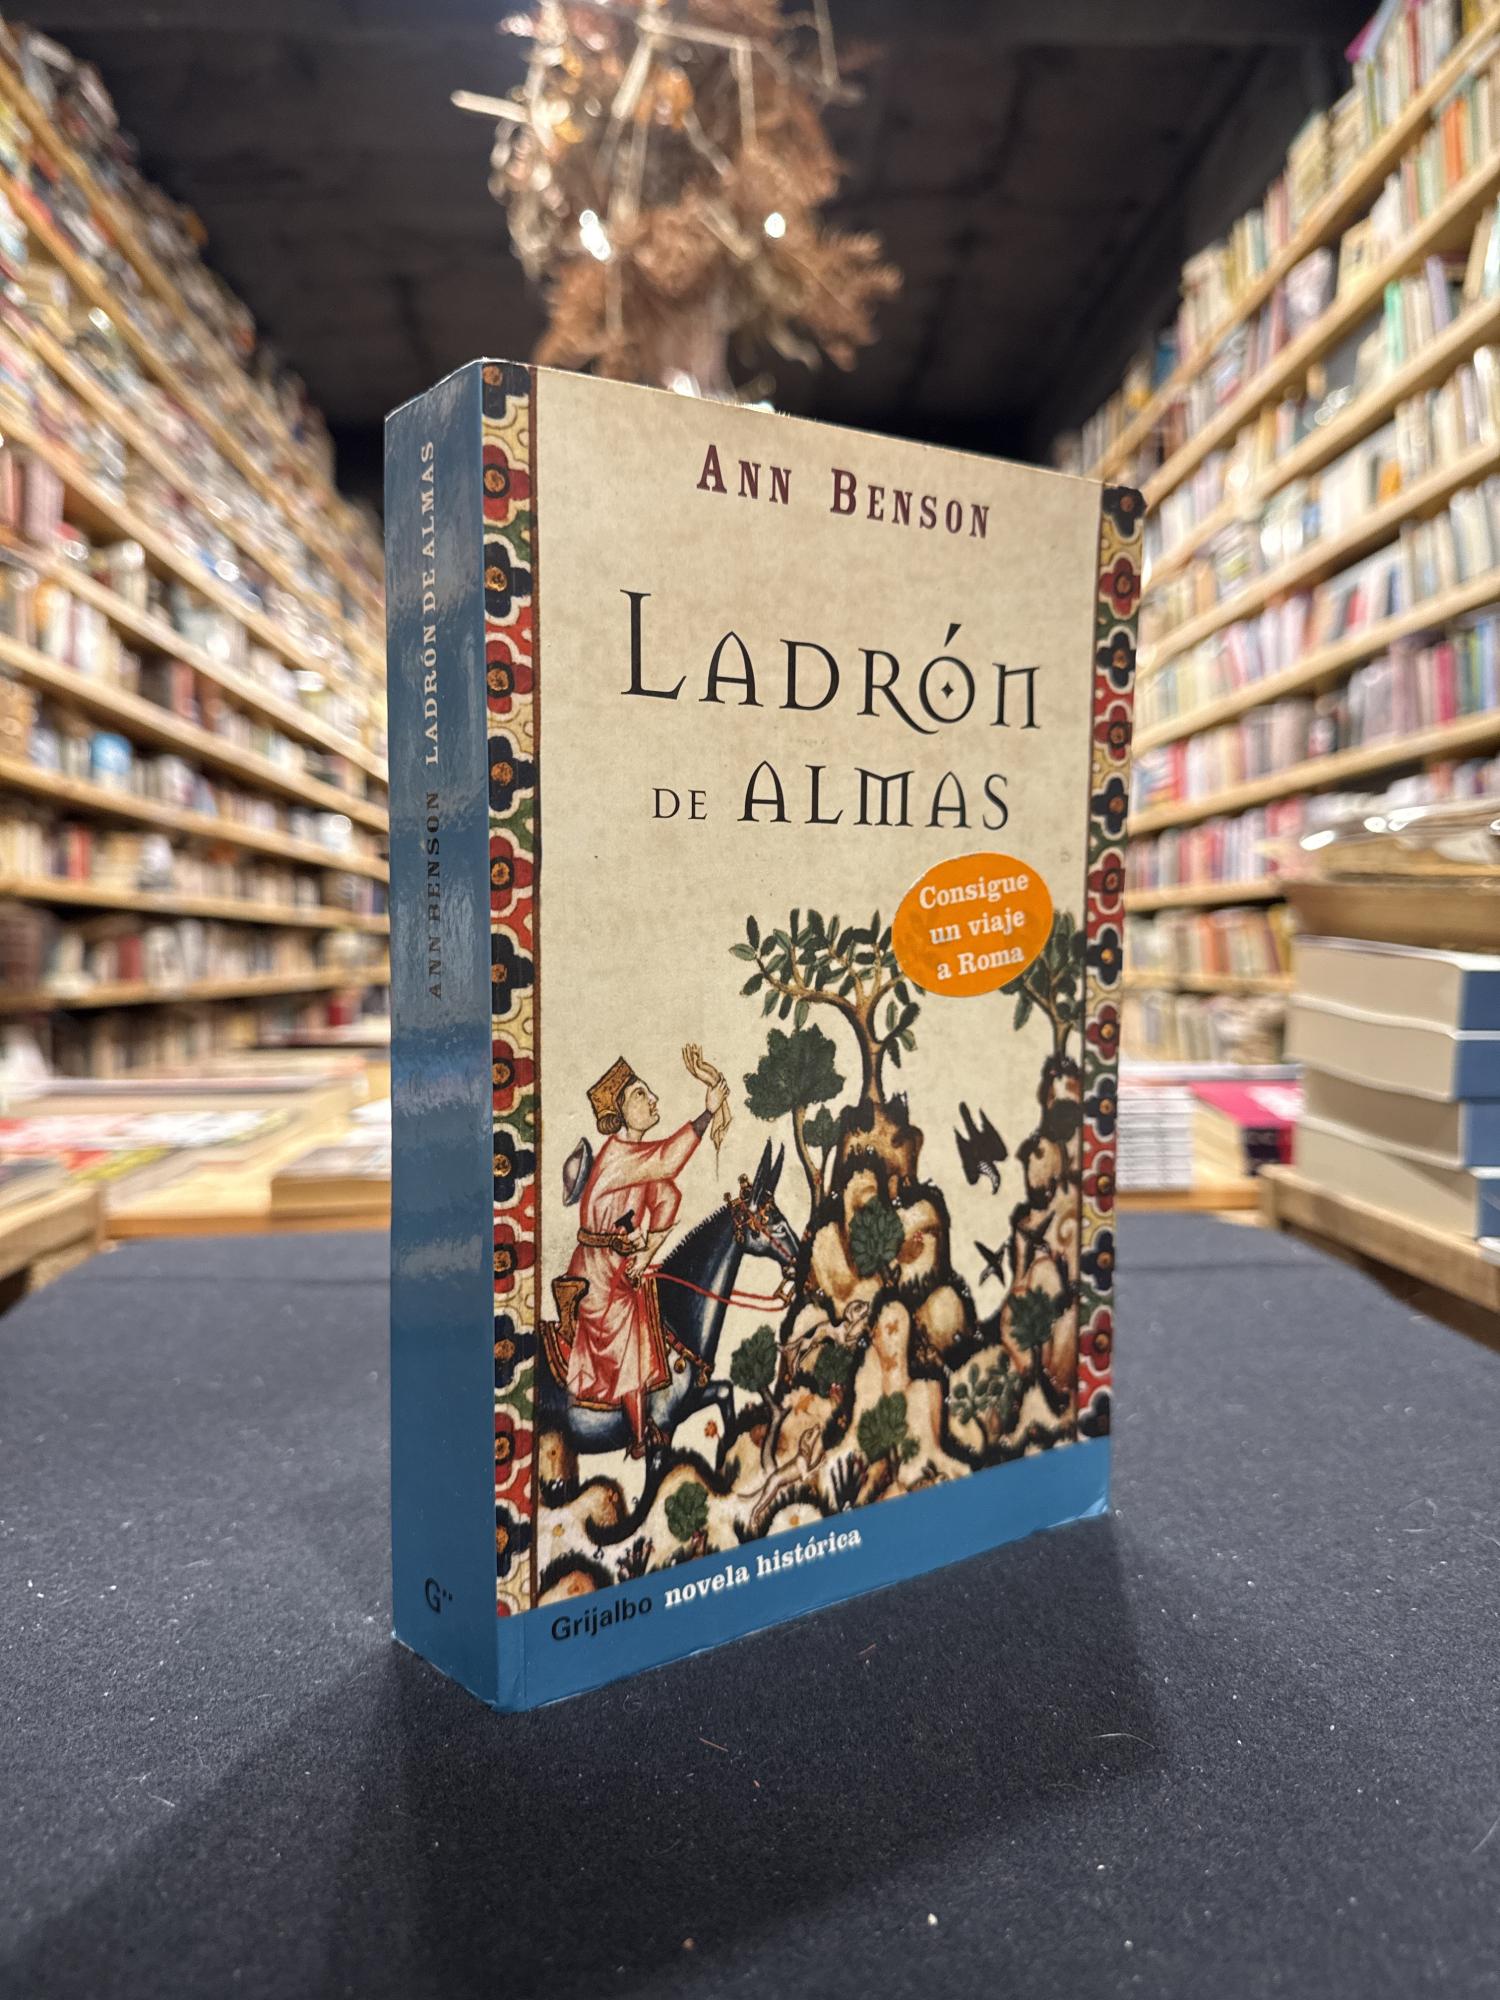 ANN BENSON
LADRÓN
DE ALMAS
Consigue
un viaje
a Roma
Grijalbo novela histórica
ANN BENSON LADRÓN DE ALMAS
G